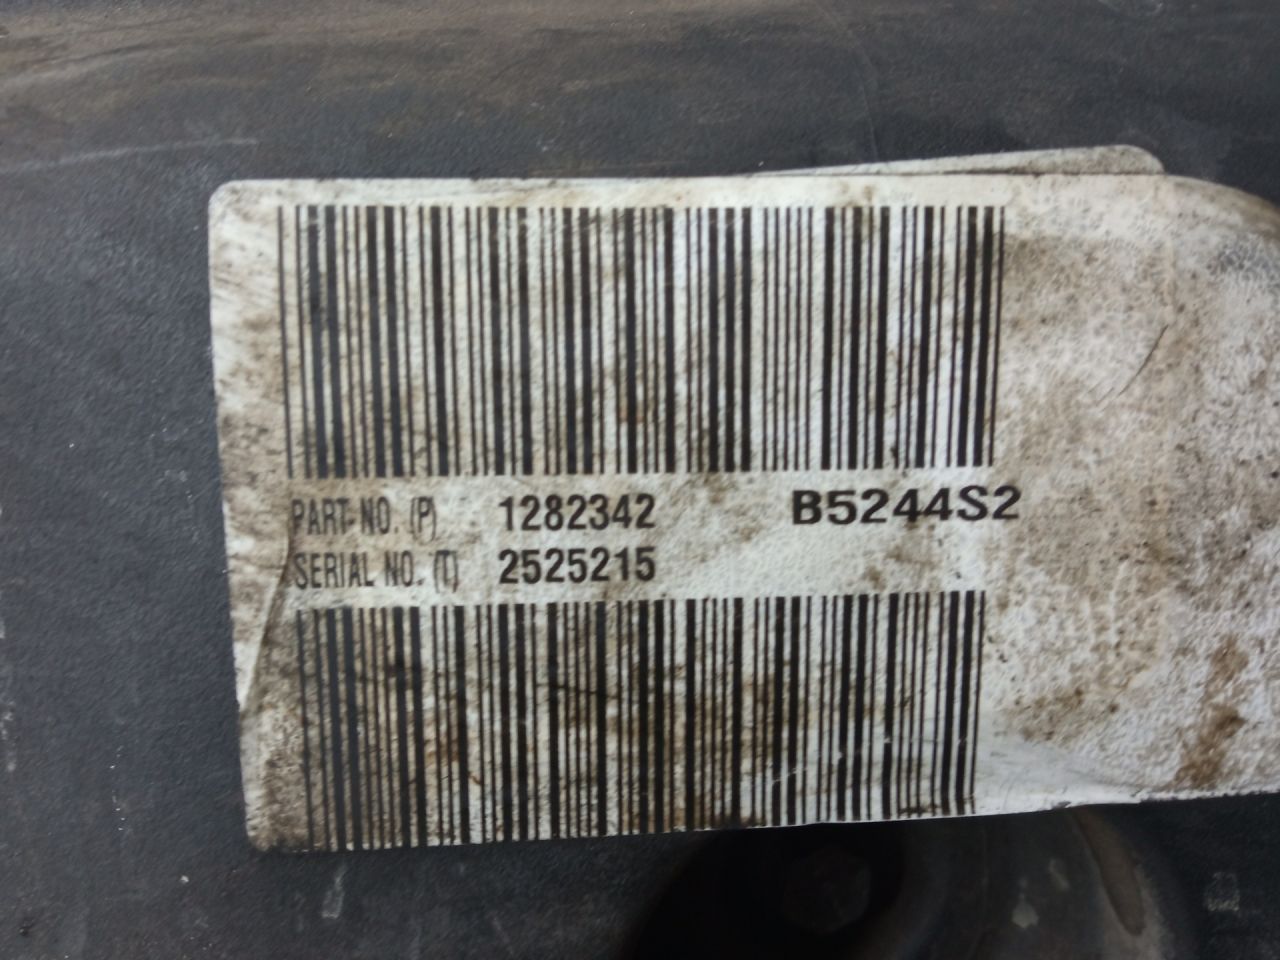 PART NO. (P) 1282342 B5244S2
SERIAL NO. (T) 2525215